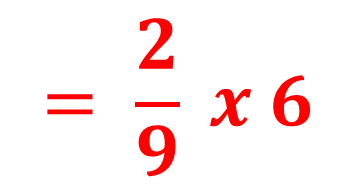 = 2/9 x 6